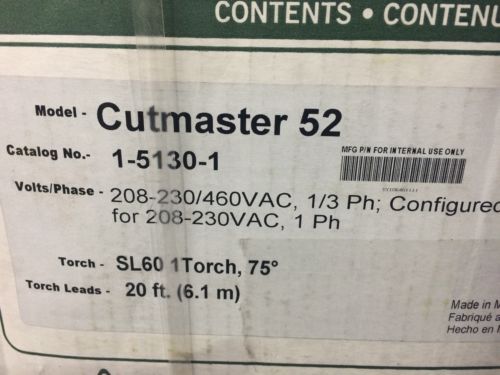 CONTENTS • CONTENU
Model - Cutmaster 52
Catalog No.- 1-5130-1
MFG P/N FOR INTERNAL USE ONLY
Volts/Phase - 208-230/460VAC, 1/3 Ph; Configured
for 208-230VAC, 1 Ph
Torch - SL60 1Torch, 75°
Torch Leads - 20 ft. (6.1 m)
Made in M
Fabriqué a
Hecho en